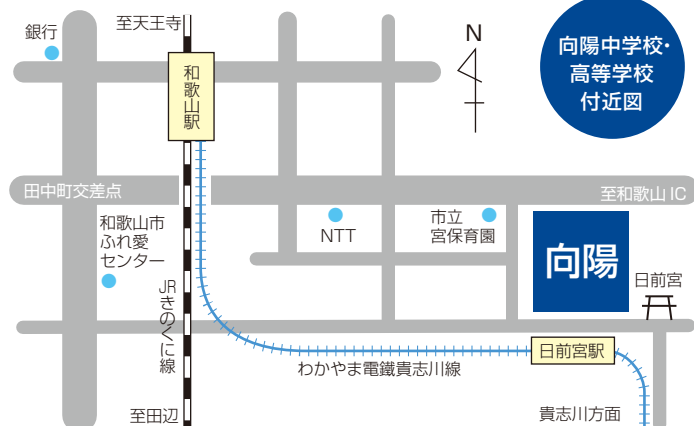 銀行
至天王寺
N
向陽中学校・
高等学校
付近図
和歌山駅
田中町交差点
至和歌山 IC
和歌山市
ふれ愛
センター
NTT
市立
宮保育園
向陽
日前宮
JRきのくに線
日前宮駅
わかやま電鐵貴志川線
至田辺
貴志川方面